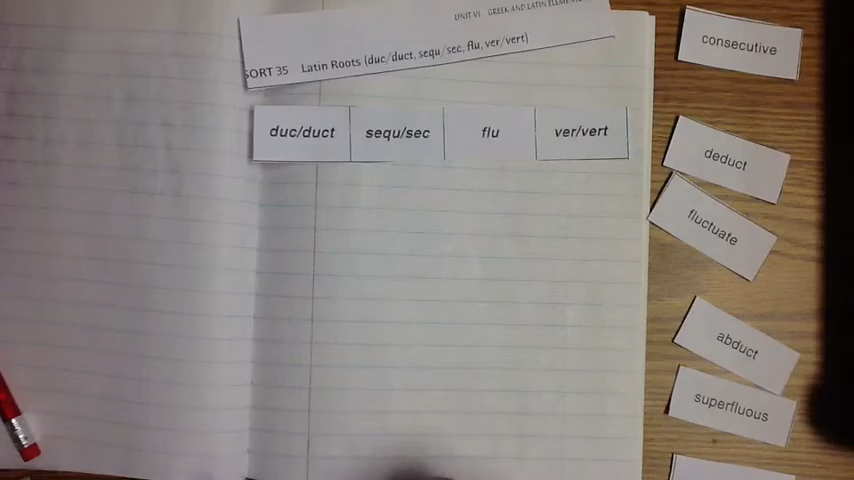 UNIT VI GREEK AND LATIN
SORT 35 Latin Roots (duc/duct, sequ/sec, flu, ver/vert)
duc/duct sequ/sec flu ver/vert
consecutive
deduct
fluctuate
abduct
superfluous